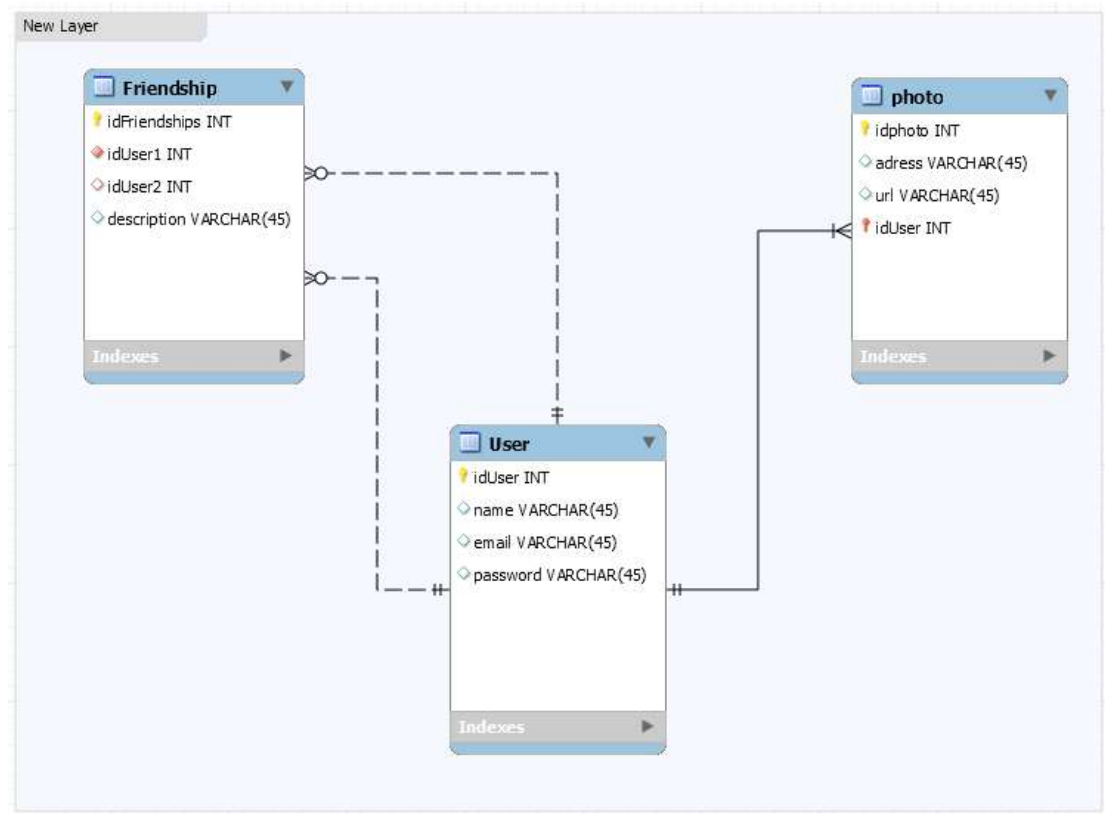 New Layer
Friendship
idFriendships INT
idUser1 INT
idUser2 INT
description VARCHAR(45)
Indexes
photo
idphoto INT
adress VARCHAR(45)
url VARCHAR(45)
idUser INT
Indexes
User
idUser INT
name VARCHAR(45)
email VARCHAR(45)
password VARCHAR(45)
Indexes